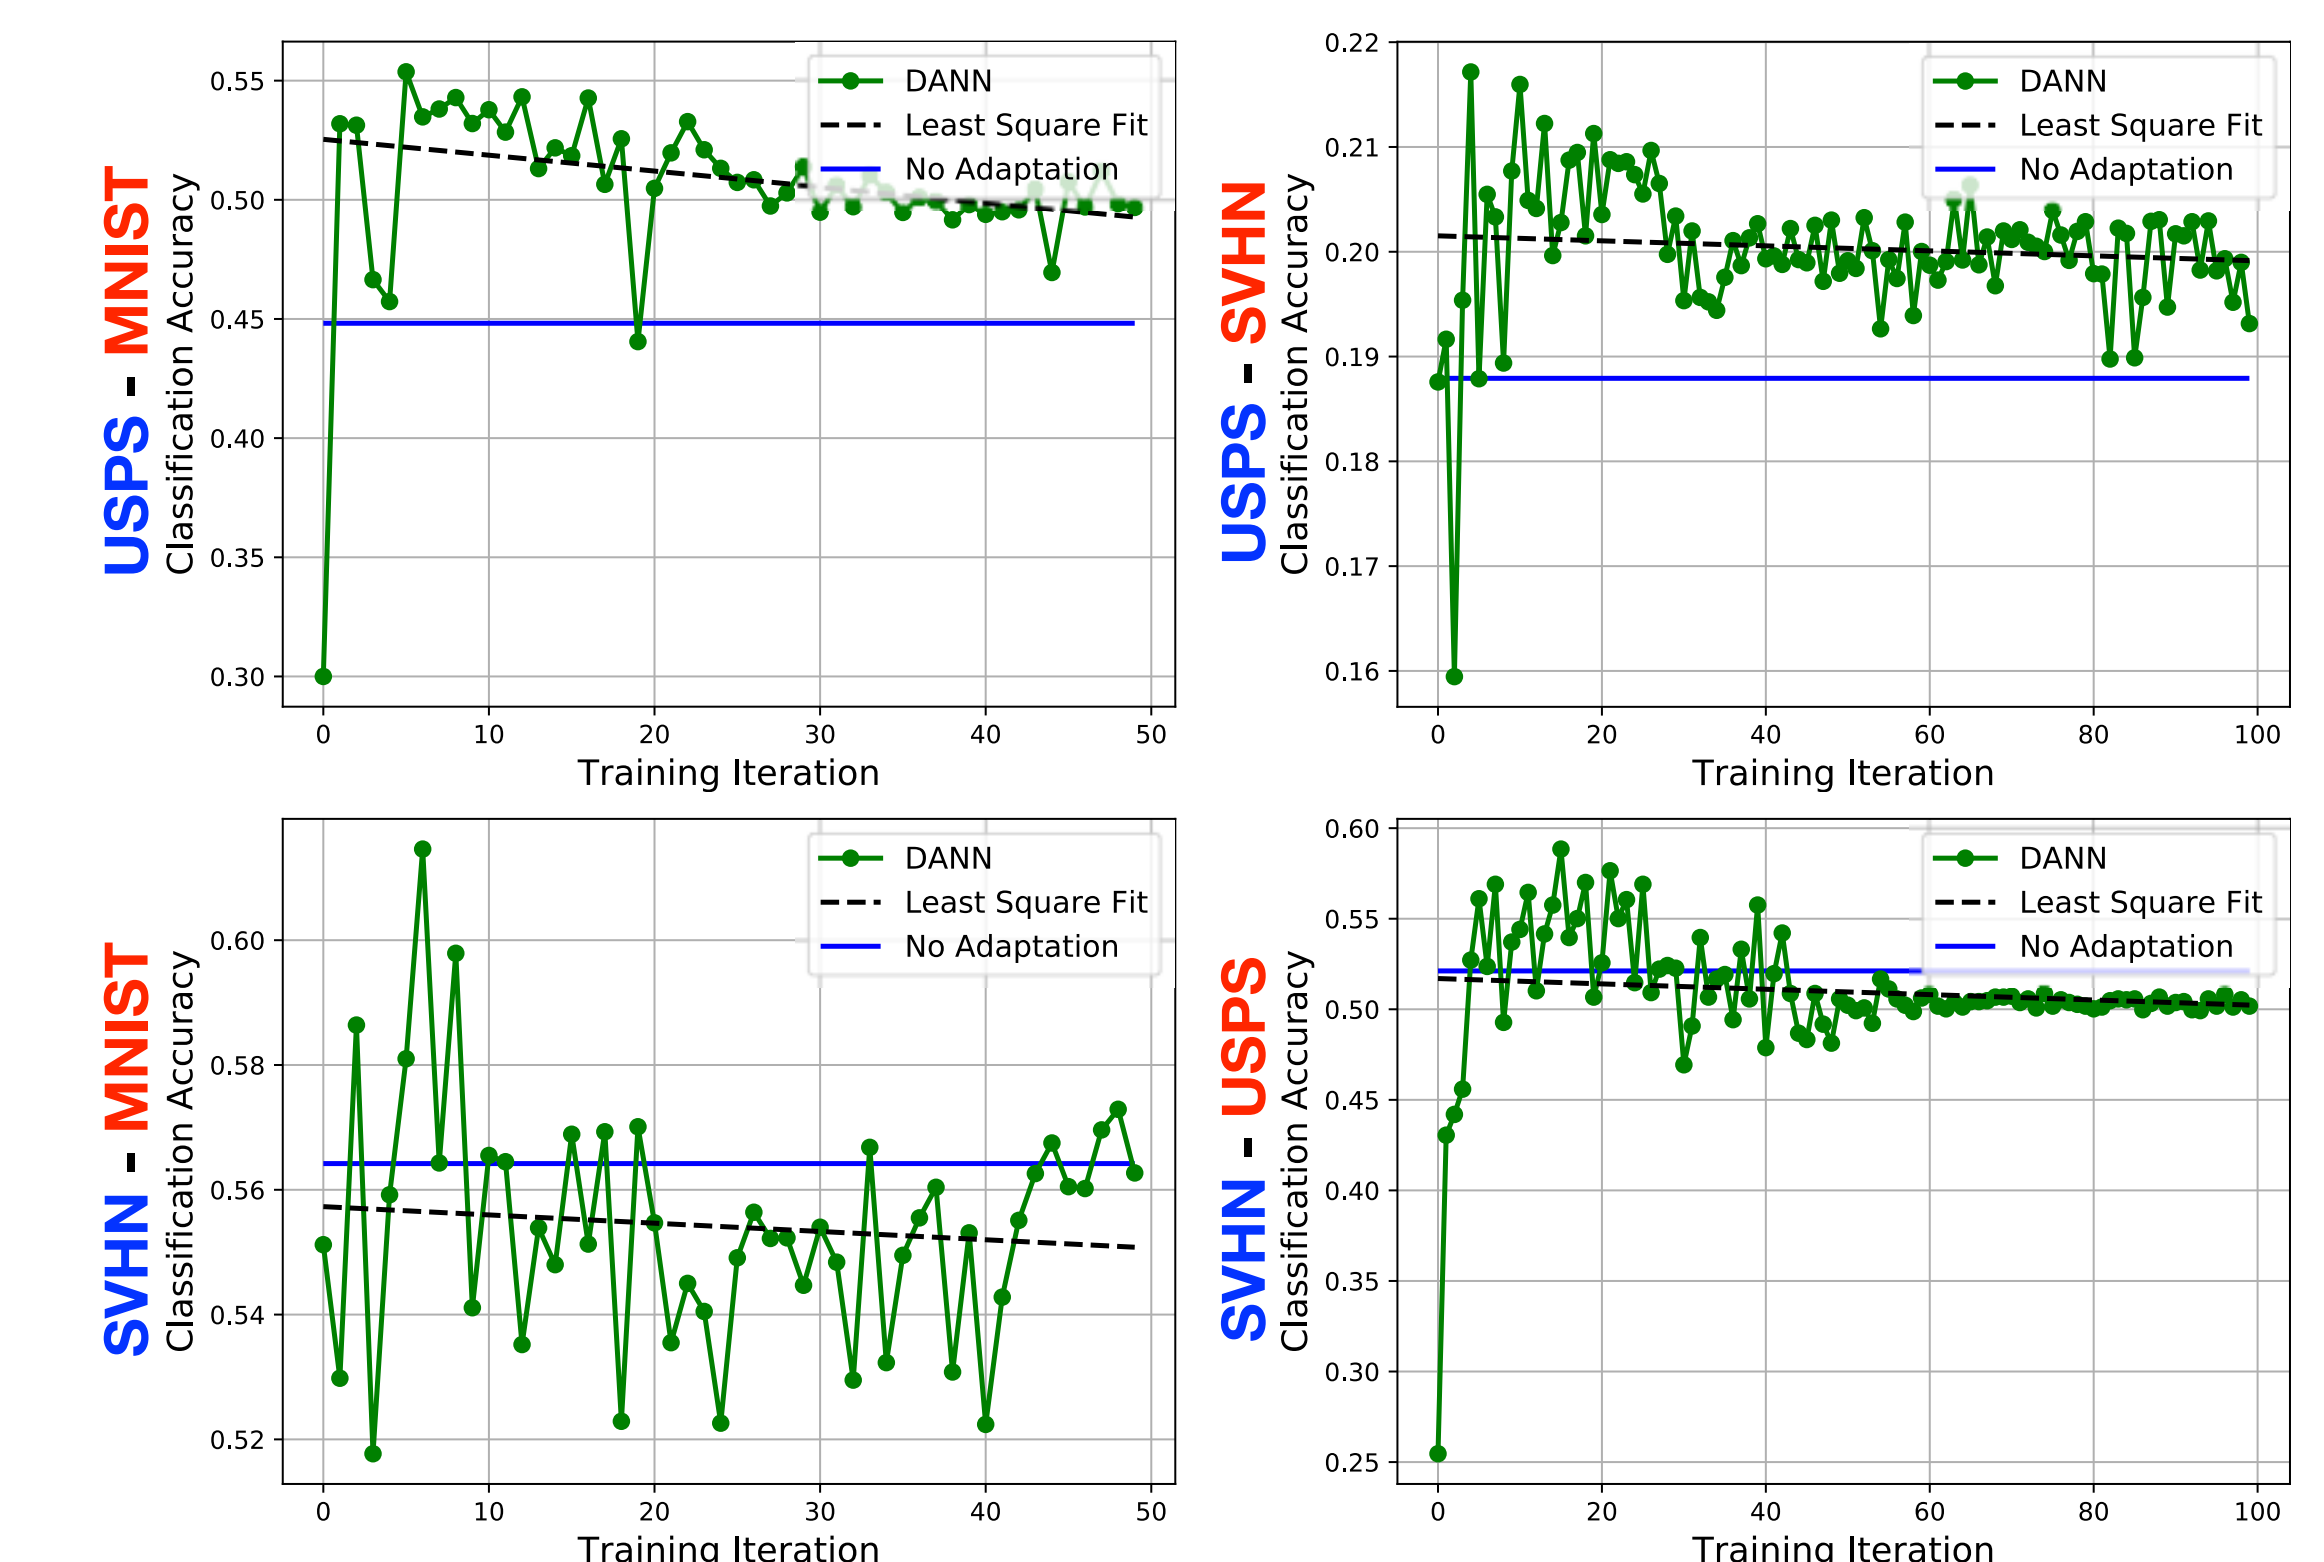 USPS - MNIST
Classification Accuracy
0.55
0.50
0.45
0.40
0.35
0.30
DANN
Least Square Fit
No Adaptation
0 10 20 30 40 50
Training Iteration
USPS - SVHN
Classification Accuracy
0.22
0.21
0.20
0.19
0.18
0.17
0.16
DANN
Least Square Fit
No Adaptation
0 20 40 60 80 100
Training Iteration
SVHN - MNIST
Classification Accuracy
0.60
0.58
0.56
0.54
0.52
DANN
Least Square Fit
No Adaptation
0 10 20 30 40 50
Training Iteration
SVHN - USPS
Classification Accuracy
0.60
0.55
0.50
0.45
0.40
0.35
0.30
0.25
DANN
Least Square Fit
No Adaptation
0 20 40 60 80 100
Training Iteration